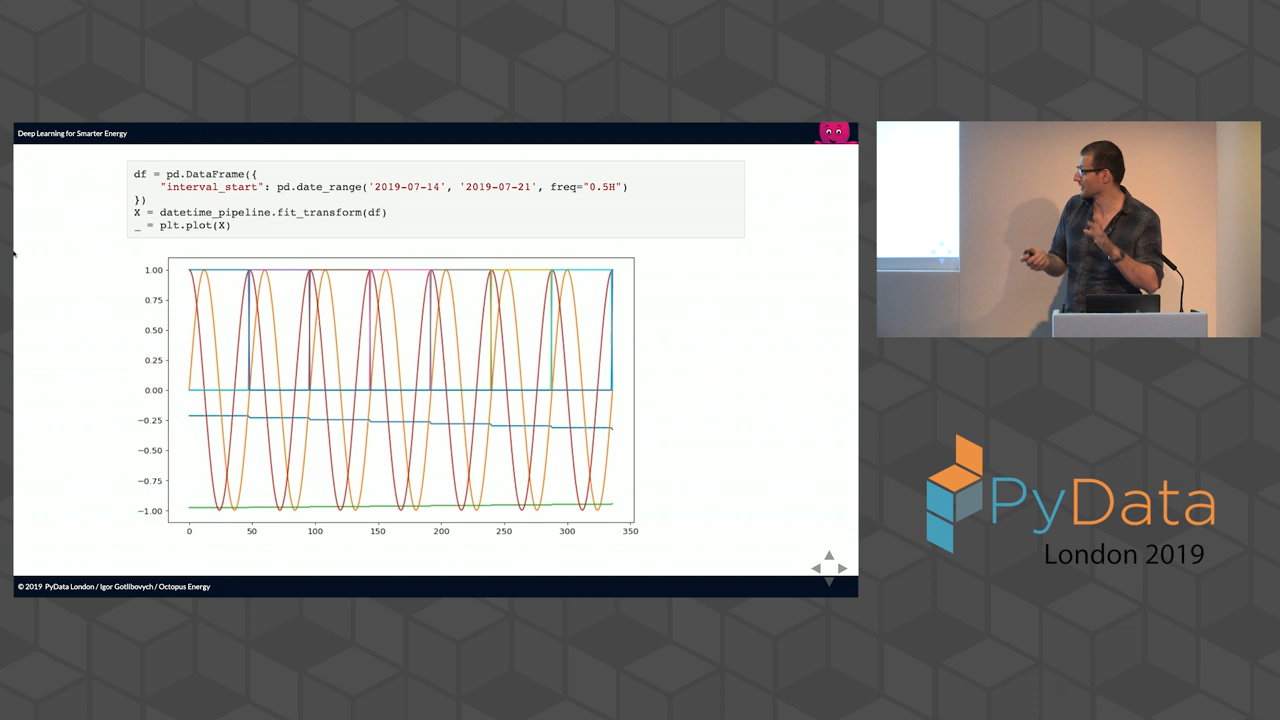 Deep Learning for Smarter Energy
df = pd.DataFrame({
    "interval_start": pd.date_range('2019-07-14', '2019-07-21', freq="0.5H")
})
X = datetime_pipeline.fit_transform(df)
_ = plt.plot(X)
1.00
0.75
0.50
0.25
0.00
−0.25
−0.50
−0.75
−1.00
0 50 100 150 200 250 300 350
© 2019 PyData London / Igor Gotlibovych / Octopus Energy
PyData
London 2019